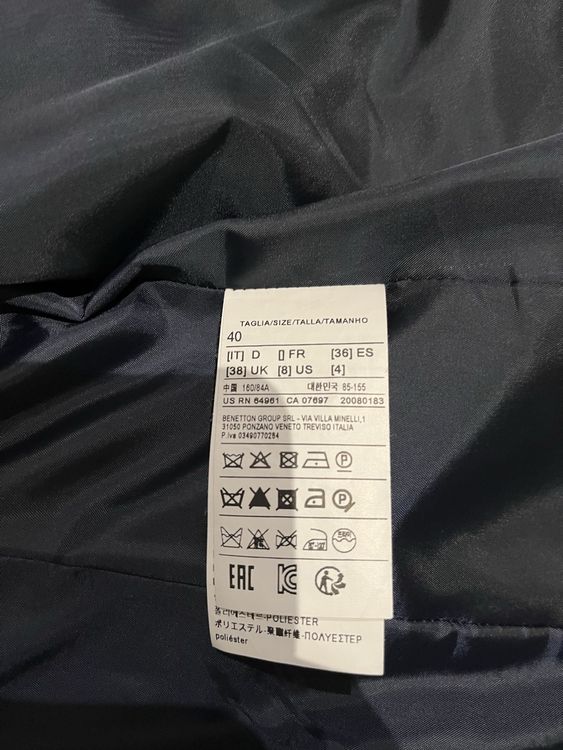 TAGLIA/SIZE/TALLA/TAMANHO
40
[IT] D [] FR [36] ES
[38] UK [8] US [4]
中国 160/84A 대한민국 85-155
US RN 64961 CA 07697 20080183
BENETTON GROUP SRL - VIA VILLA MINELLI,1
31050 PONZANO VENETO TREVISO ITALIA
P.Iva 03490770264
P
P
EAC
KC
폴리에스테르-POLIESTER
ポリエステル-聚酯纤维-ΠΟΛΥΕΣΤΕΡ
poliéster